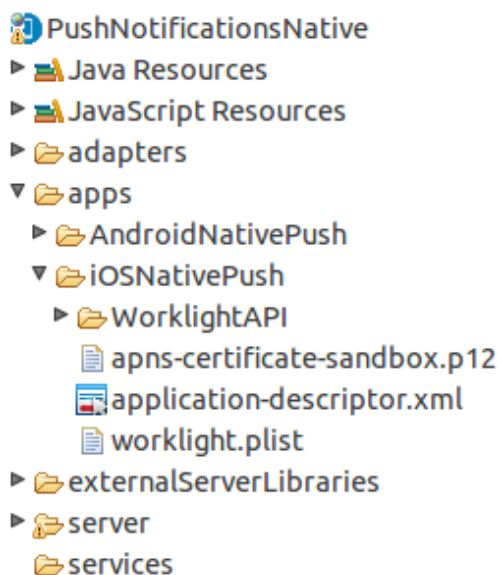 PushNotificationsNative
Java Resources
JavaScript Resources
adapters
apps
AndroidNativePush
iOSNativePush
WorklightAPI
apns-certificate-sandbox.p12
application-descriptor.xml
worklight.plist
externalServerLibraries
server
services